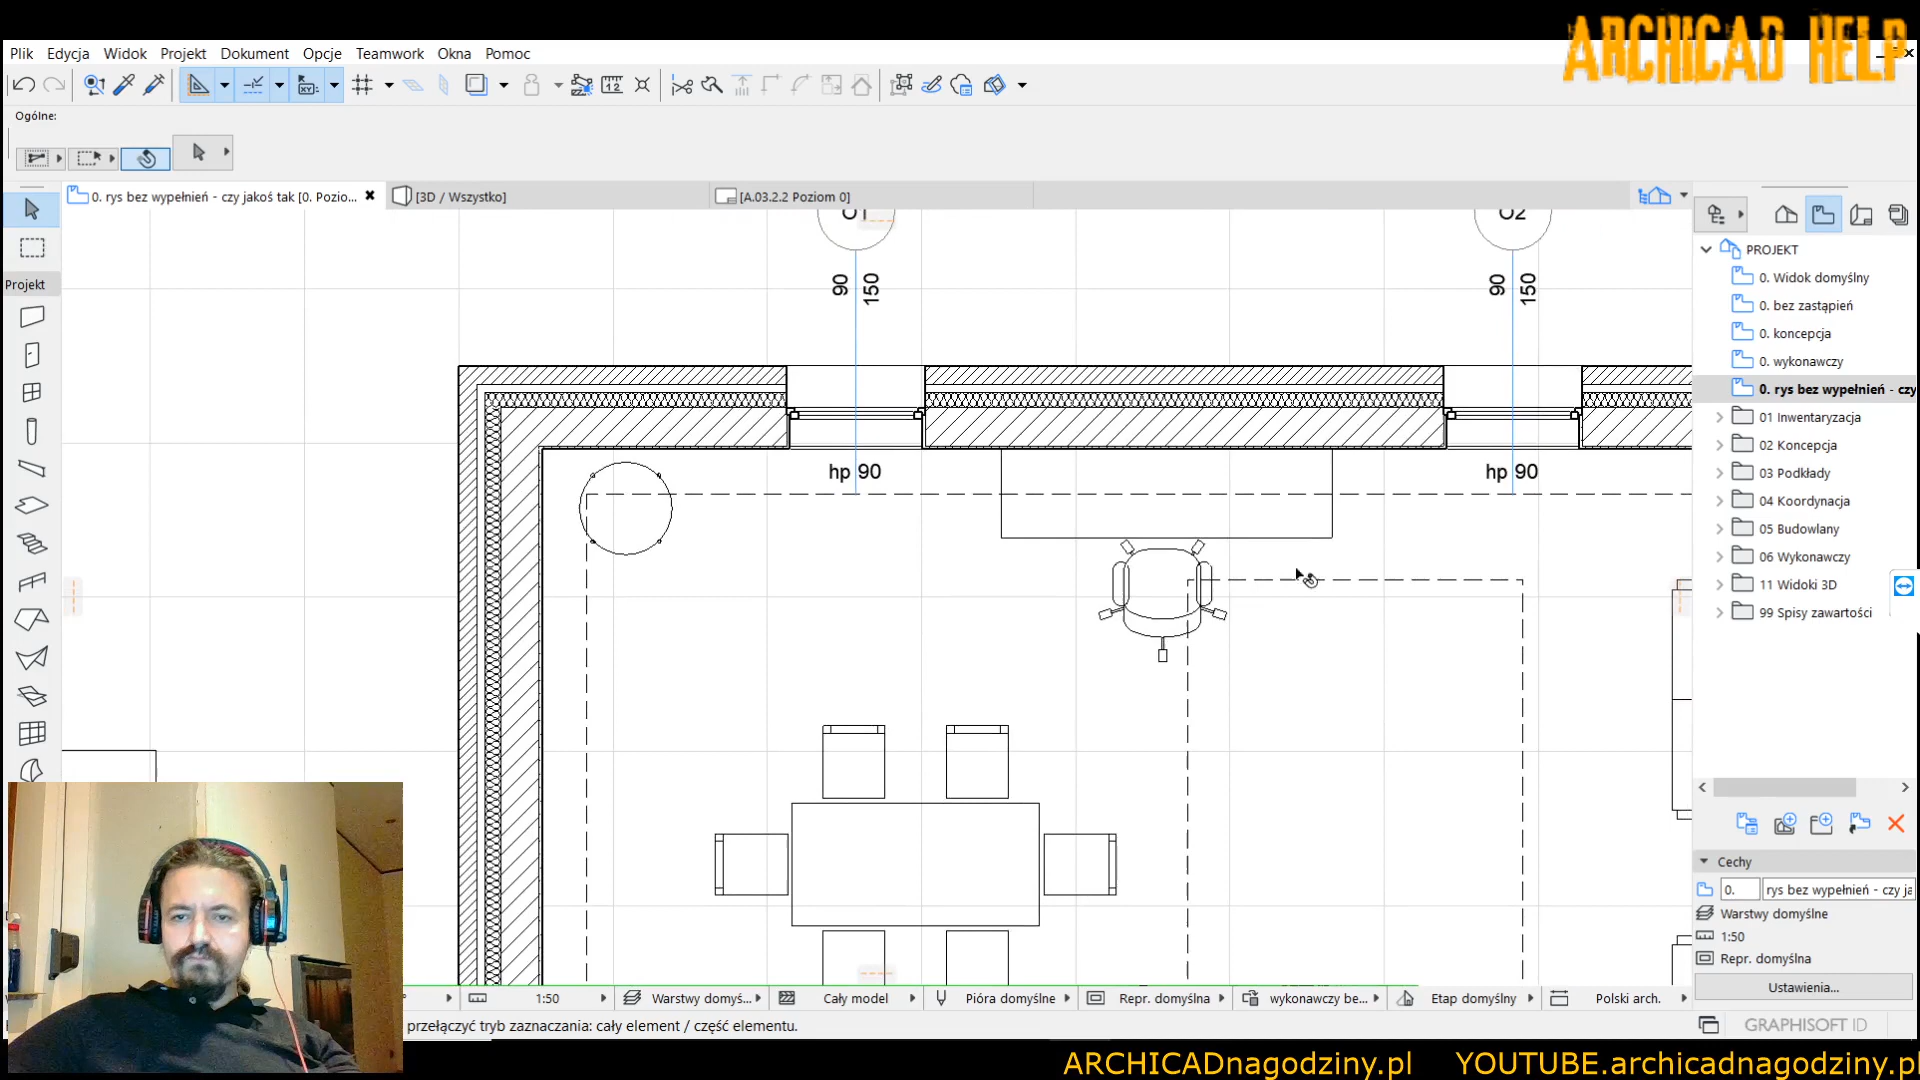 ARCHICAD HELP
Plik Edycja Widok Projekt Dokument Opcje Teamwork Okna Pomoc
Ogólne:
0. rys bez wypełnień - czy jakoś tak [0. Pozio...
[3D / Wszystko]
[A.03.2.2 Poziom 0]
Projekt
O1
O2
90
150
90
150
hp 90
hp 90
PROJEKT
0. Widok domyślny
0. bez zastąpień
0. koncepcja
0. wykonawczy
0. rys bez wypełnień - czy
01 Inwentaryzacja
02 Koncepcja
03 Podkłady
04 Koordynacja
05 Budowlany
06 Wykonawczy
11 Widoki 3D
99 Spisy zawartości
Cechy
0. rys bez wypełnień - czy ja
Warstwy domyślne
1:50
Repr. domyślna
Ustawienia...
1:50 Warstwy domyś... Cały model Pióra domyślne Repr. domyślna wykonawczy be... Etap domyślny Polski arch.
przełączyć tryb zaznaczania: cały element / część elementu.
GRAPHISOFT ID
ARCHICADnagodziny.pl YOUTUBE.archicadnagodziny.pl